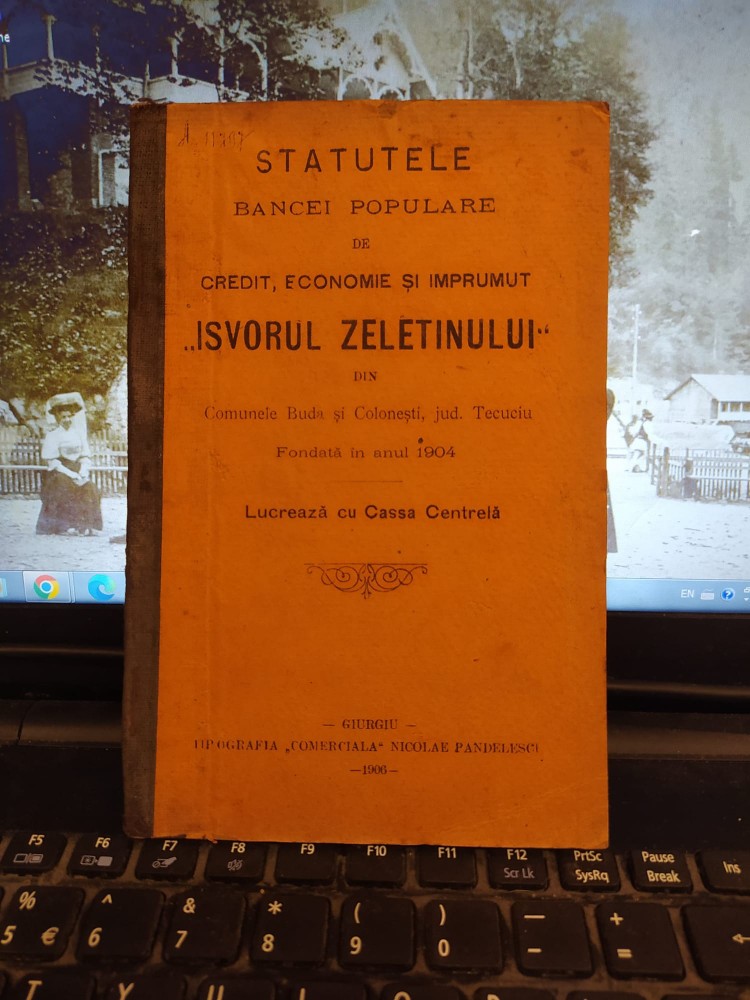 STATUTELE
BANCEI POPULARE
DE
CREDIT, ECONOMIE ȘI IMPRUMUT
„ISVORUL ZELETINULUI“
DIN
Comunele Buda și Colonești, jud. Tecuciu
Fondată în anul 1904
Lucrează cu Cassa Centrelă
— GIURGIU —
TIPOGRAFIA „COMERCIALA“ NICOLAE PANDELESCU
—1906—
EN
F5 F6 F7 F8 F9 F10 F11 F12 PrtSc Pause Ins
Scr Lk SysRq Break
% ^ & * ( ) — +
5 € 6 7 8 9 0 - =
T Y U I O P